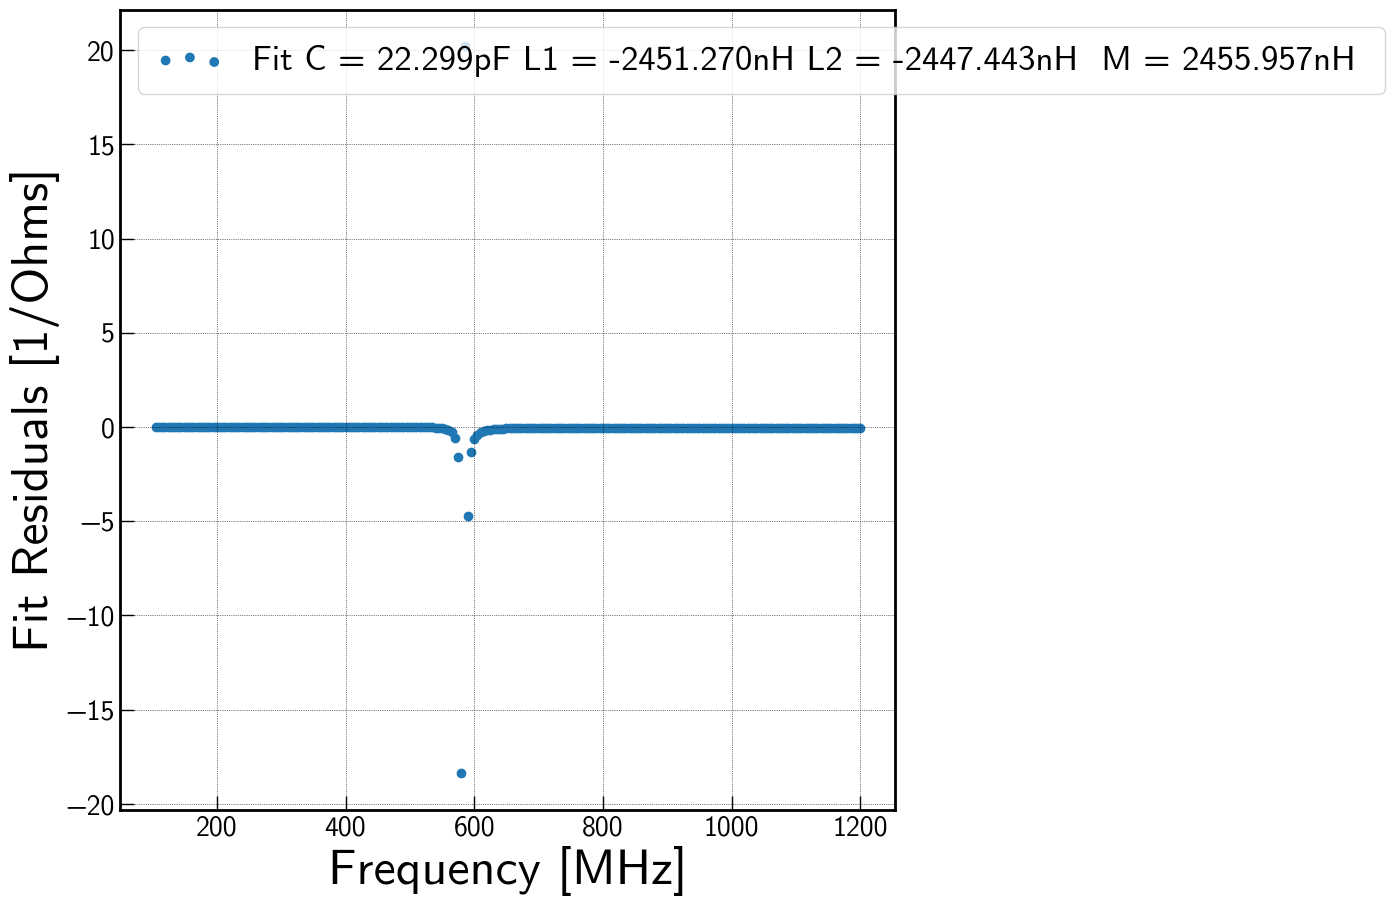 Fit C = 22.299pF L1 = -2451.270nH L2 = -2447.443nH M = 2455.957nH
20
15
10
5
0
−5
−10
−15
−20
Fit Residuals [1/Ohms]
200 400 600 800 1000 1200
Frequency [MHz]